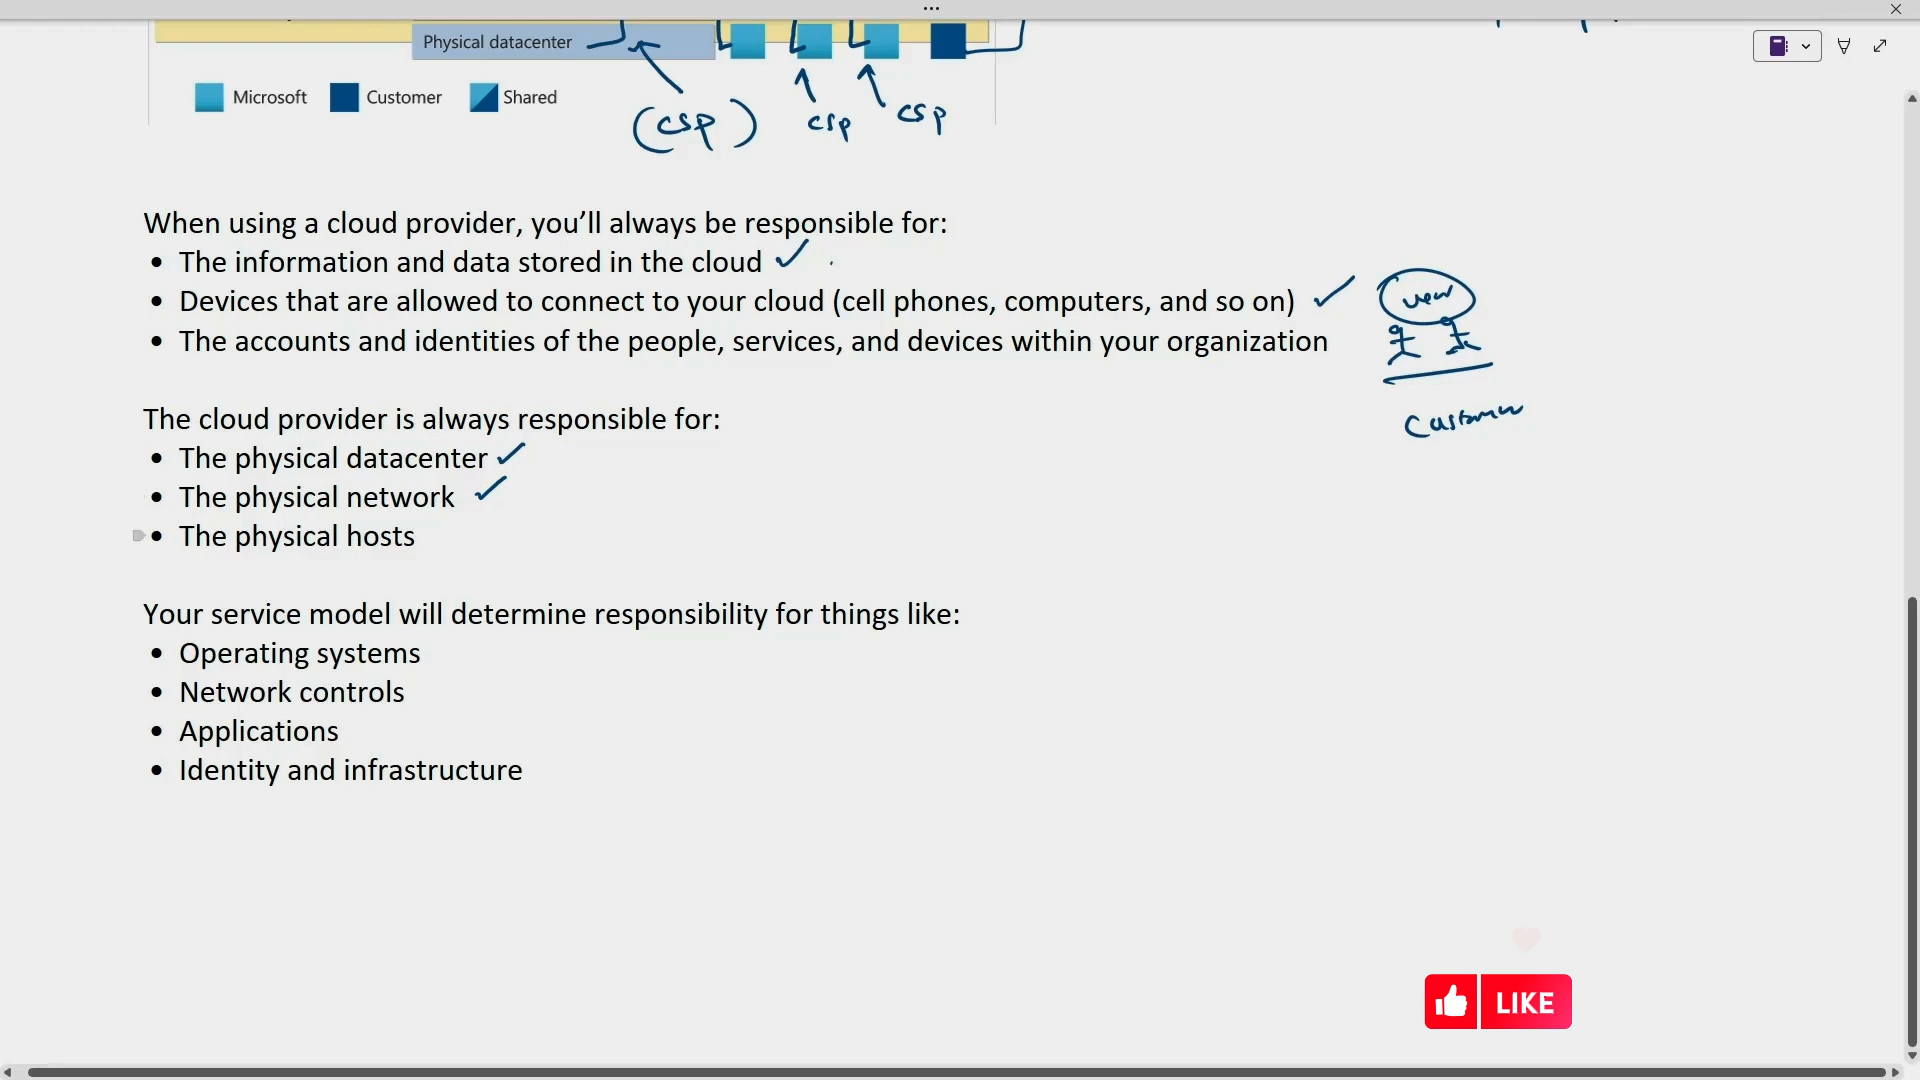 Physical datacenter
Microsoft Customer Shared
(csp) csp csp
When using a cloud provider, you’ll always be responsible for:
• The information and data stored in the cloud
• Devices that are allowed to connect to your cloud (cell phones, computers, and so on)
• The accounts and identities of the people, services, and devices within your organization
Customer
The cloud provider is always responsible for:
• The physical datacenter
• The physical network
• The physical hosts
Your service model will determine responsibility for things like:
• Operating systems
• Network controls
• Applications
• Identity and infrastructure
LIKE